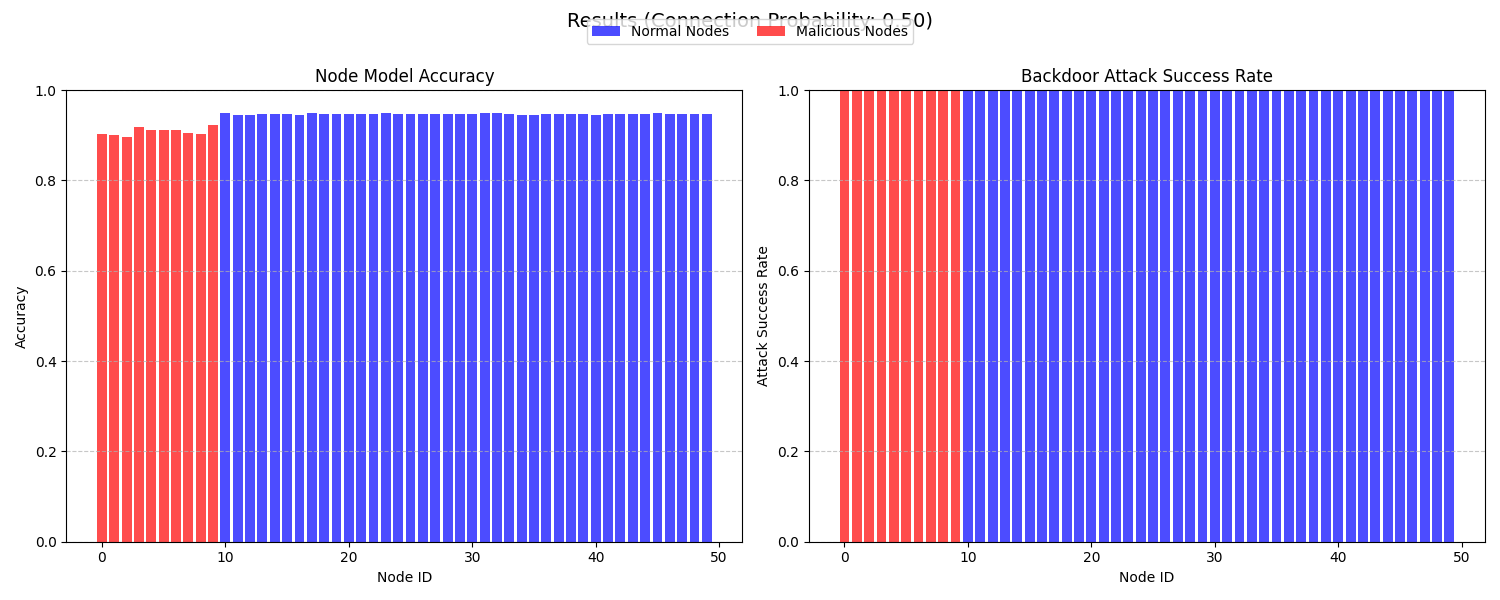 Results (Connection Probability: 0.50)
Normal Nodes
Malicious Nodes
Node Model Accuracy
Accuracy
1.0
0.8
0.6
0.4
0.2
0.0
0 10 20 30 40 50
Node ID
Backdoor Attack Success Rate
Attack Success Rate
1.0
0.8
0.6
0.4
0.2
0.0
0 10 20 30 40 50
Node ID